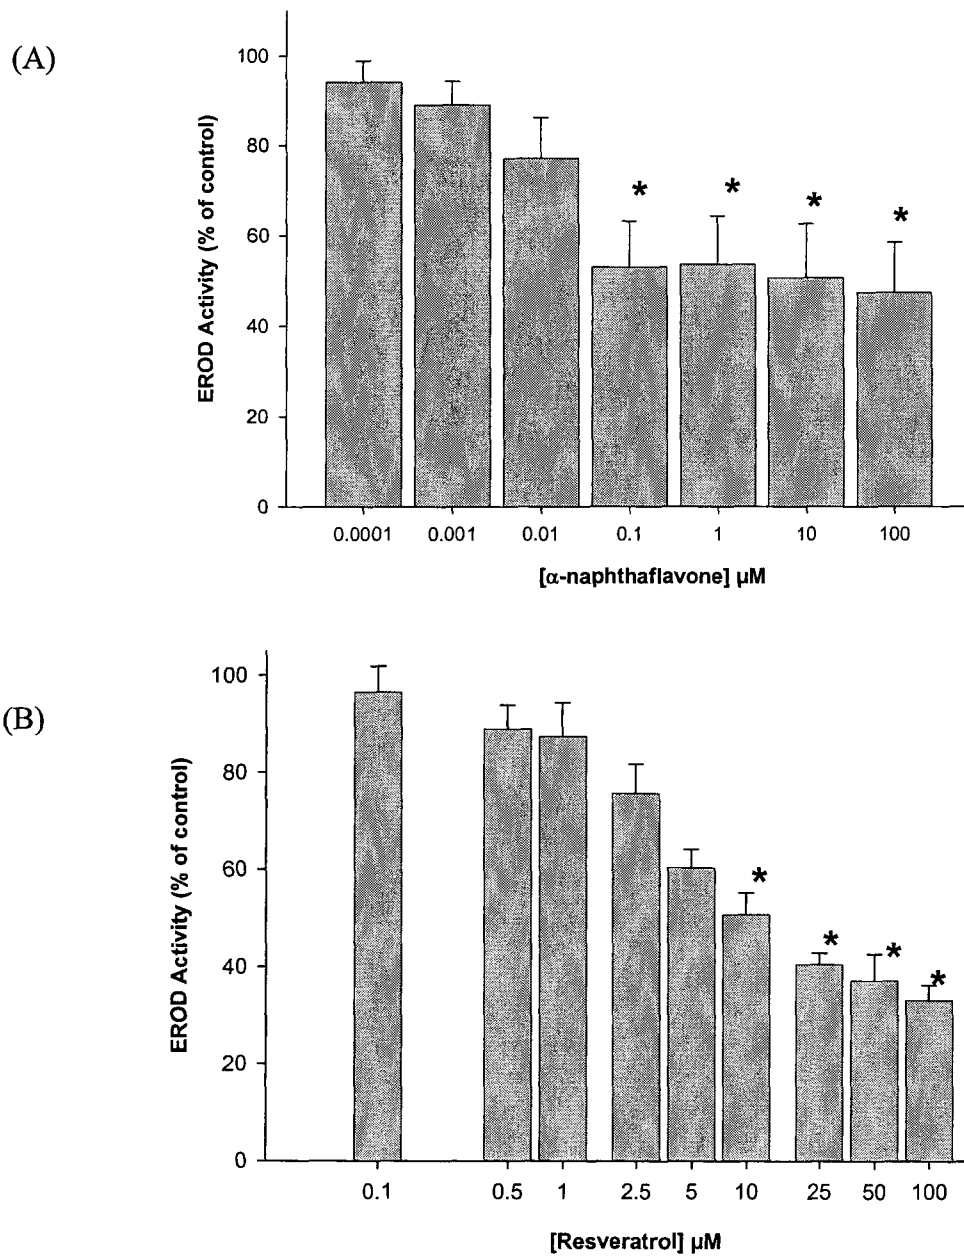 (A)
EROD Activity (% of control)
100
80
60
40
20
0
* * * *
0.0001 0.001 0.01 0.1 1 10 100
[α-naphthaflavone] µM
(B)
EROD Activity (% of control)
100
80
60
40
20
0
* * * *
0.1 0.5 1 2.5 5 10 25 50 100
[Resveratrol] µM